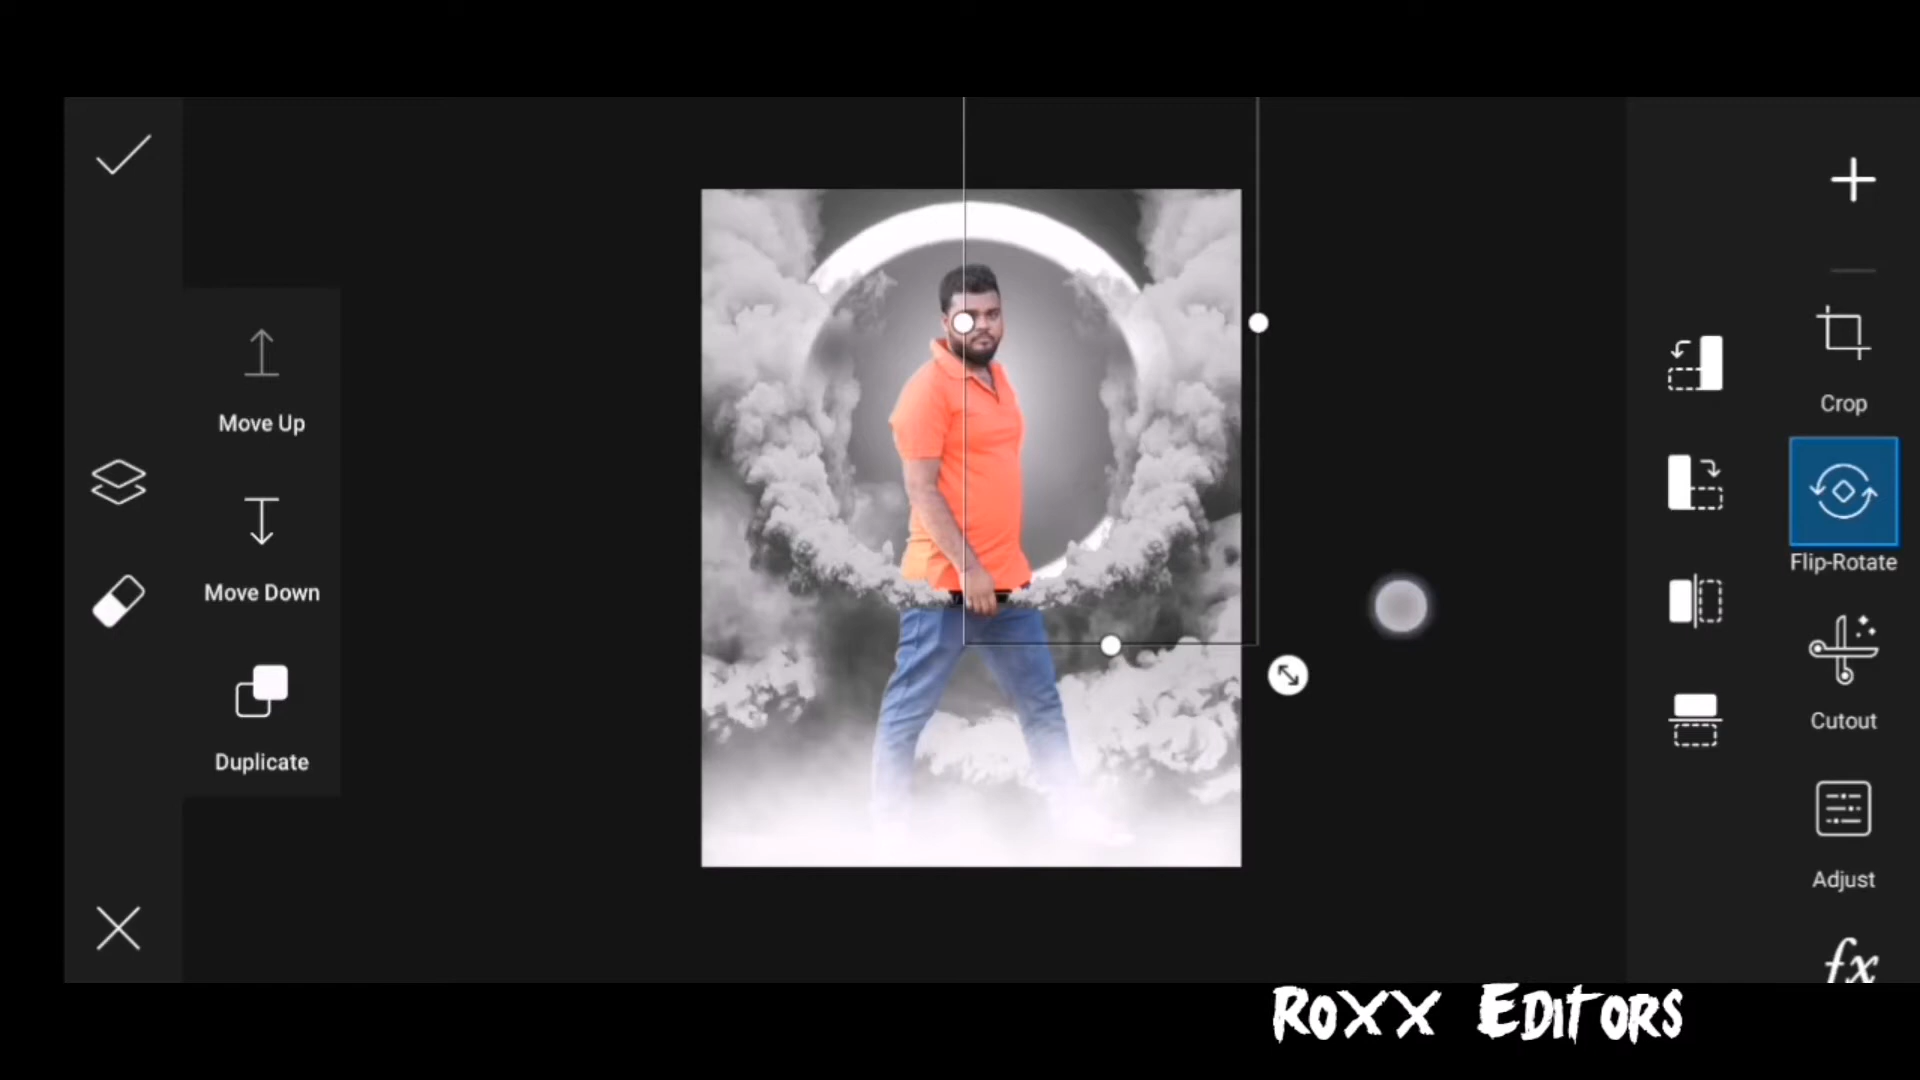 Move Up
Move Down
Duplicate
Crop
Flip-Rotate
Cutout
Adjust
fx
Roxx Editors